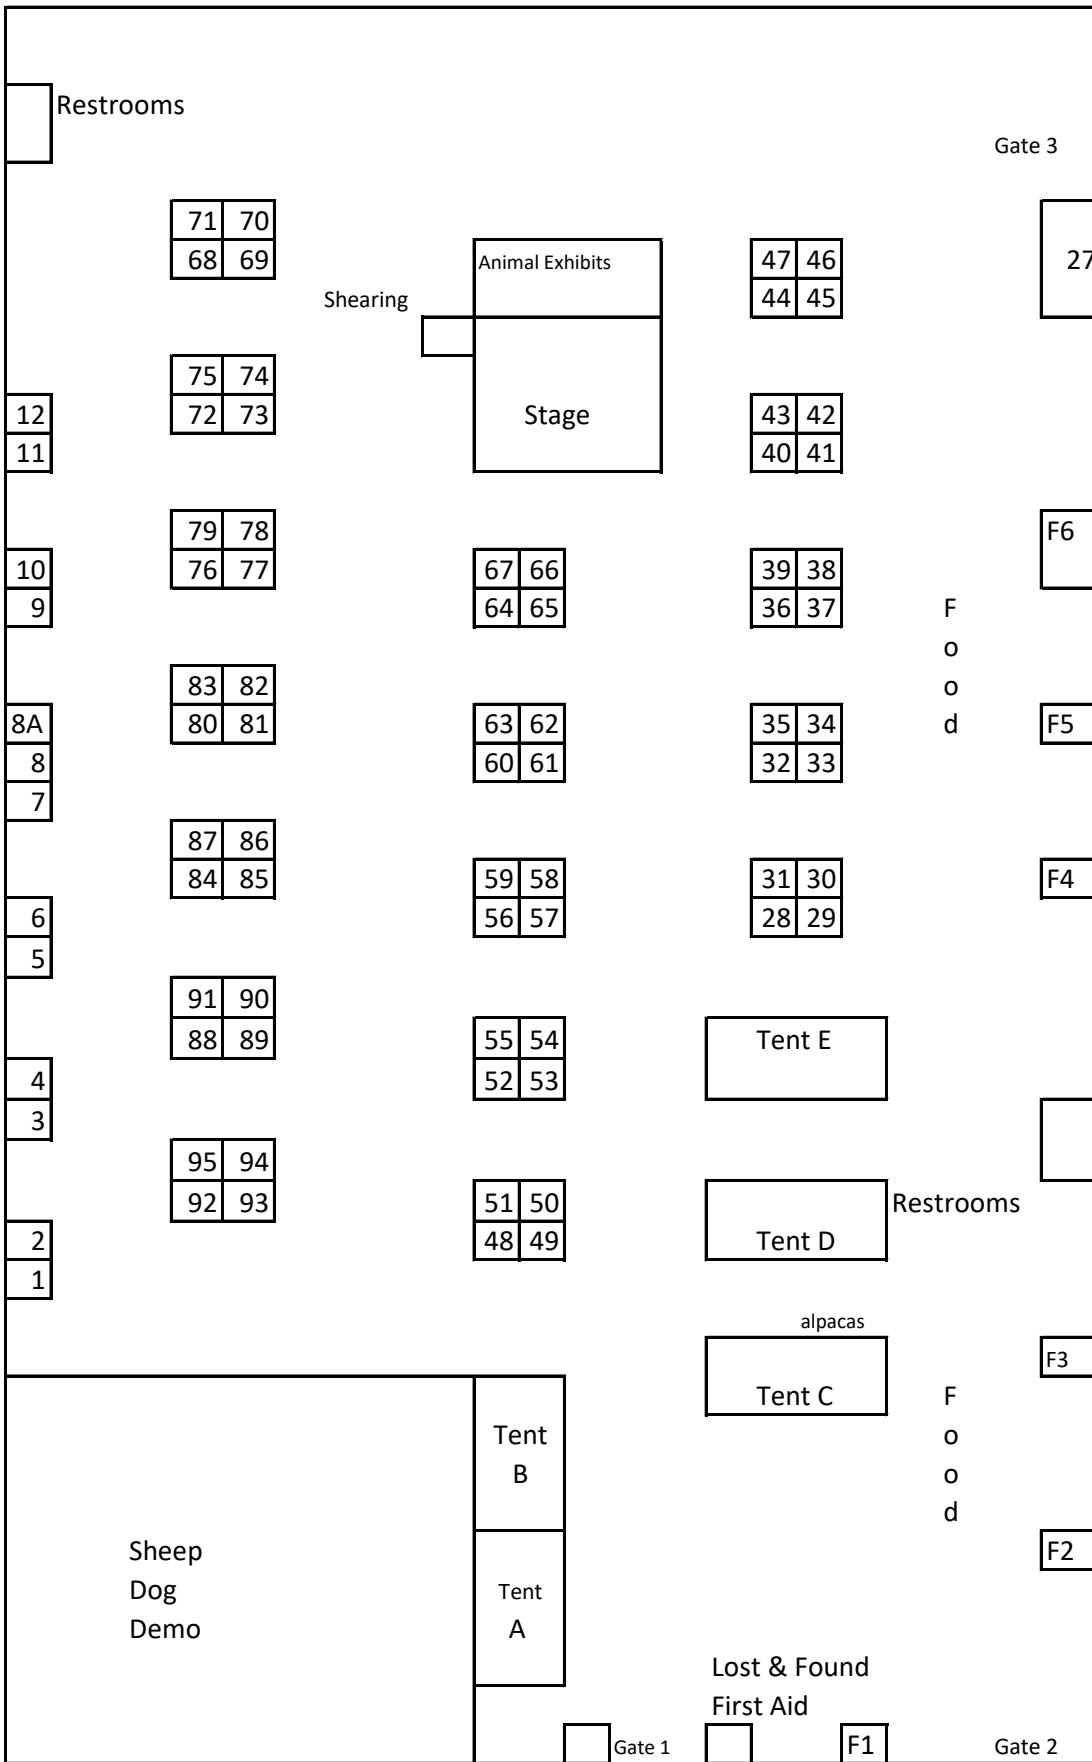 Restrooms
Gate 3
71 70
68 69
Animal Exhibits
47 46
27
Shearing
44 45
75 74
12
72 73
Stage
43 42
11
40 41
79 78
F6
10
76 77
67 66
39 38
9
64 65
36 37
F
o
o
d
83 82
8A
80 81
63 62
35 34
F5
8
60 61
32 33
7
87 86
84 85
59 58
31 30
F4
6
56 57
28 29
5
91 90
88 89
55 54
Tent E
4
52 53
3
95 94
92 93
51 50
Restrooms
2
48 49
Tent D
1
alpacas
F3
Tent C
F
o
o
d
Tent
B
Sheep
Dog
Demo
Tent
A
F2
Lost & Found
First Aid
Gate 1
F1
Gate 2